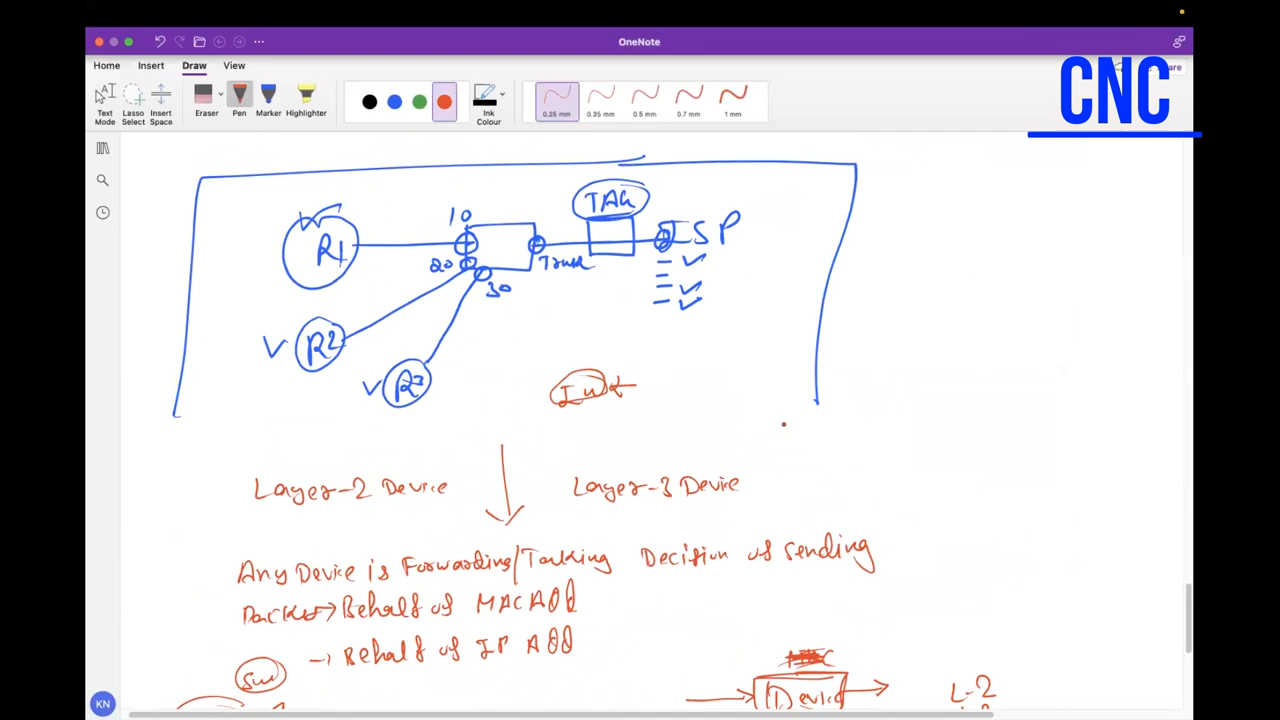 OneNote
Home Insert Draw View
CNC
Text Mode
Lasso Select
Insert Space
Eraser
Pen
Marker
Highlighter
0.25 mm
0.35 mm
0.5 mm
0.7 mm
1 mm
Ink Colour
TAG
10
R1
ISP
20
Trunk
30
R2
R3
Layer-2 Device
Layer-3 Device
Any Device is Forwarding/Tanking Decision of sending
Packet → Behalf of MAC Add
→ Behalf of IP Add
Sw
Device
L-2
KN